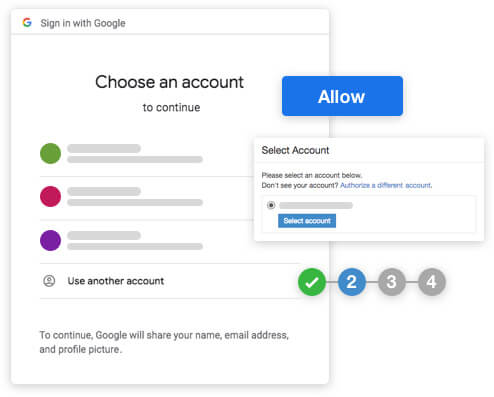 Sign in with Google
Choose an account
to continue
Allow
Select Account
Please select an account below.
Don't see your account? Authorize a different account.
Select account
Use another account
2 3 4
To continue, Google will share your name, email address,
and profile picture.